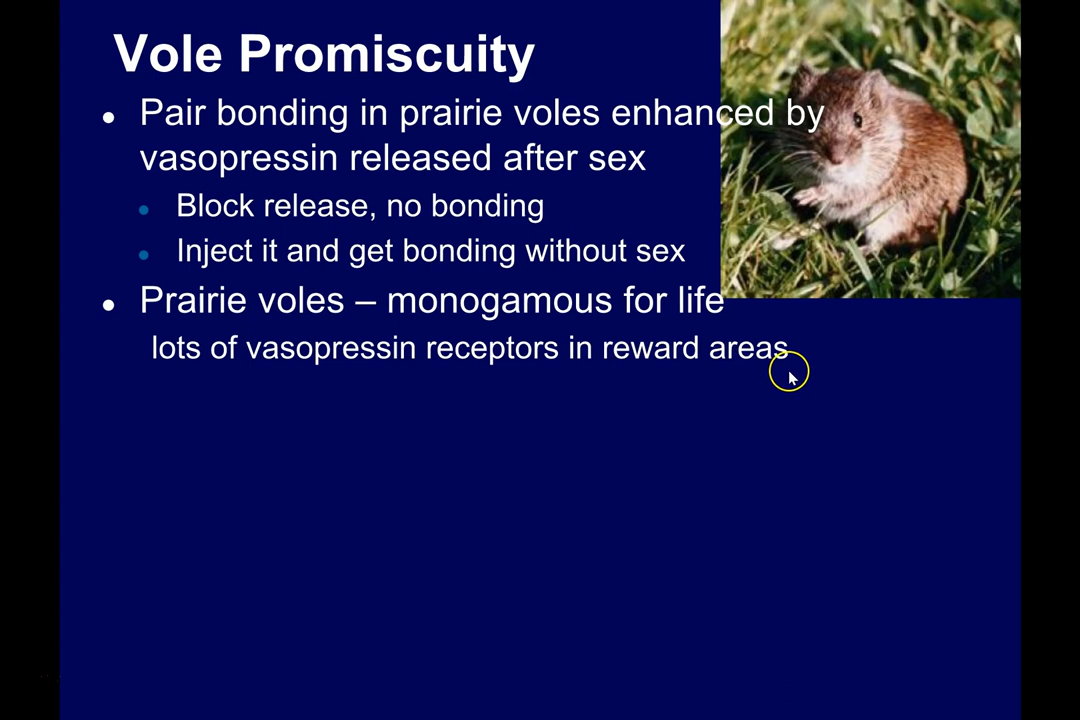 Vole Promiscuity
Pair bonding in prairie voles enhanced by
vasopressin released after sex
Block release, no bonding
Inject it and get bonding without sex
Prairie voles – monogamous for life
lots of vasopressin receptors in reward areas